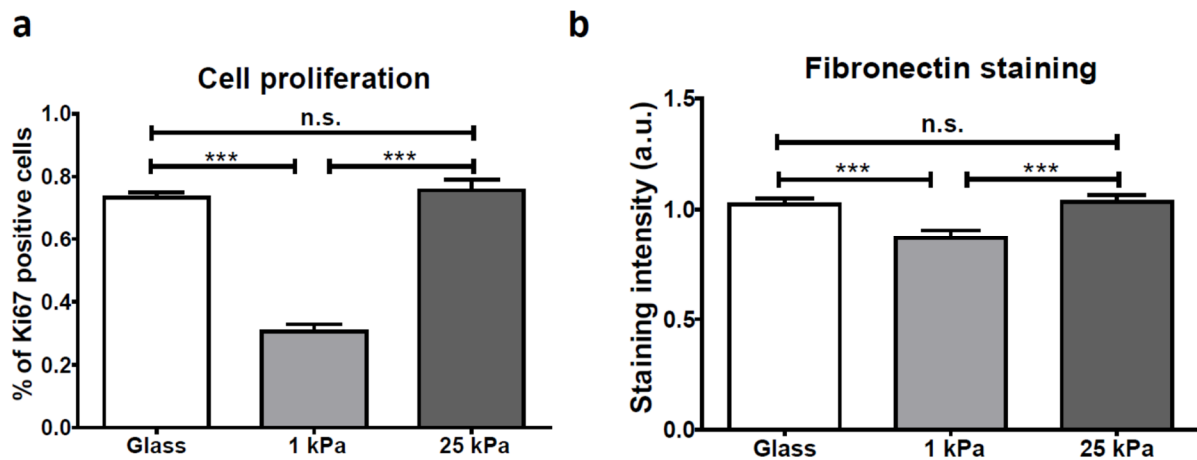 a
Cell proliferation
% of Ki67 positive cells
1.0
0.8
0.6
0.4
0.2
0.0
n.s.
*** ***
Glass 1 kPa 25 kPa
b
Fibronectin staining
Staining intensity (a.u.)
1.5
1.0
0.5
0.0
n.s.
*** ***
Glass 1 kPa 25 kPa